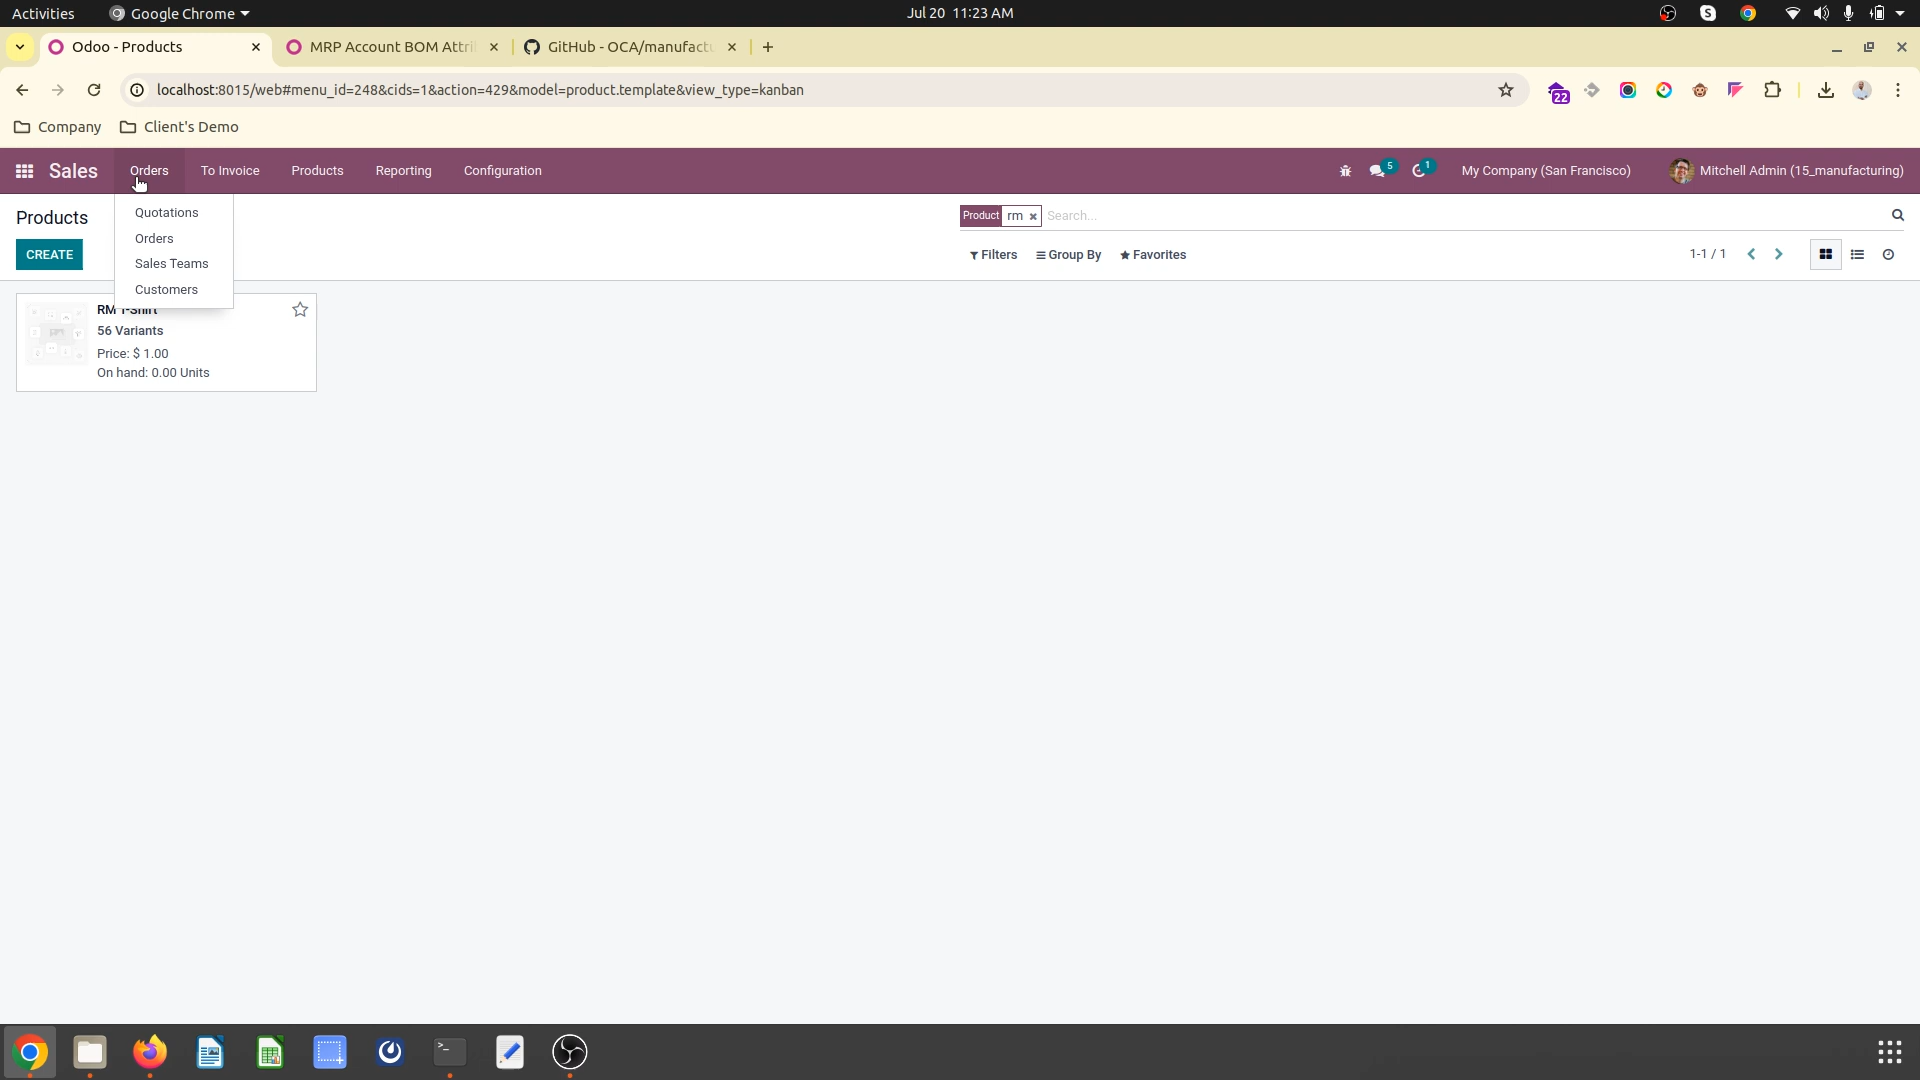 Activities Google Chrome Jul 20 11:23 AM
Odoo - Products MRP Account BOM Attri GitHub - OCA/manufactu
localhost:8015/web#menu_id=248&cids=1&action=429&model=product.template&view_type=kanban 22
Company Client's Demo
Sales Orders To Invoice Products Reporting Configuration 5 1 My Company (San Francisco) Mitchell Admin (15_manufacturing)
Products Quotations Product rm Search...
Orders
CREATE Filters Group By Favorites 1-1 / 1
Sales Teams
Customers
RM T-Shirt
56 Variants
Price: $ 1.00
On hand: 0.00 Units